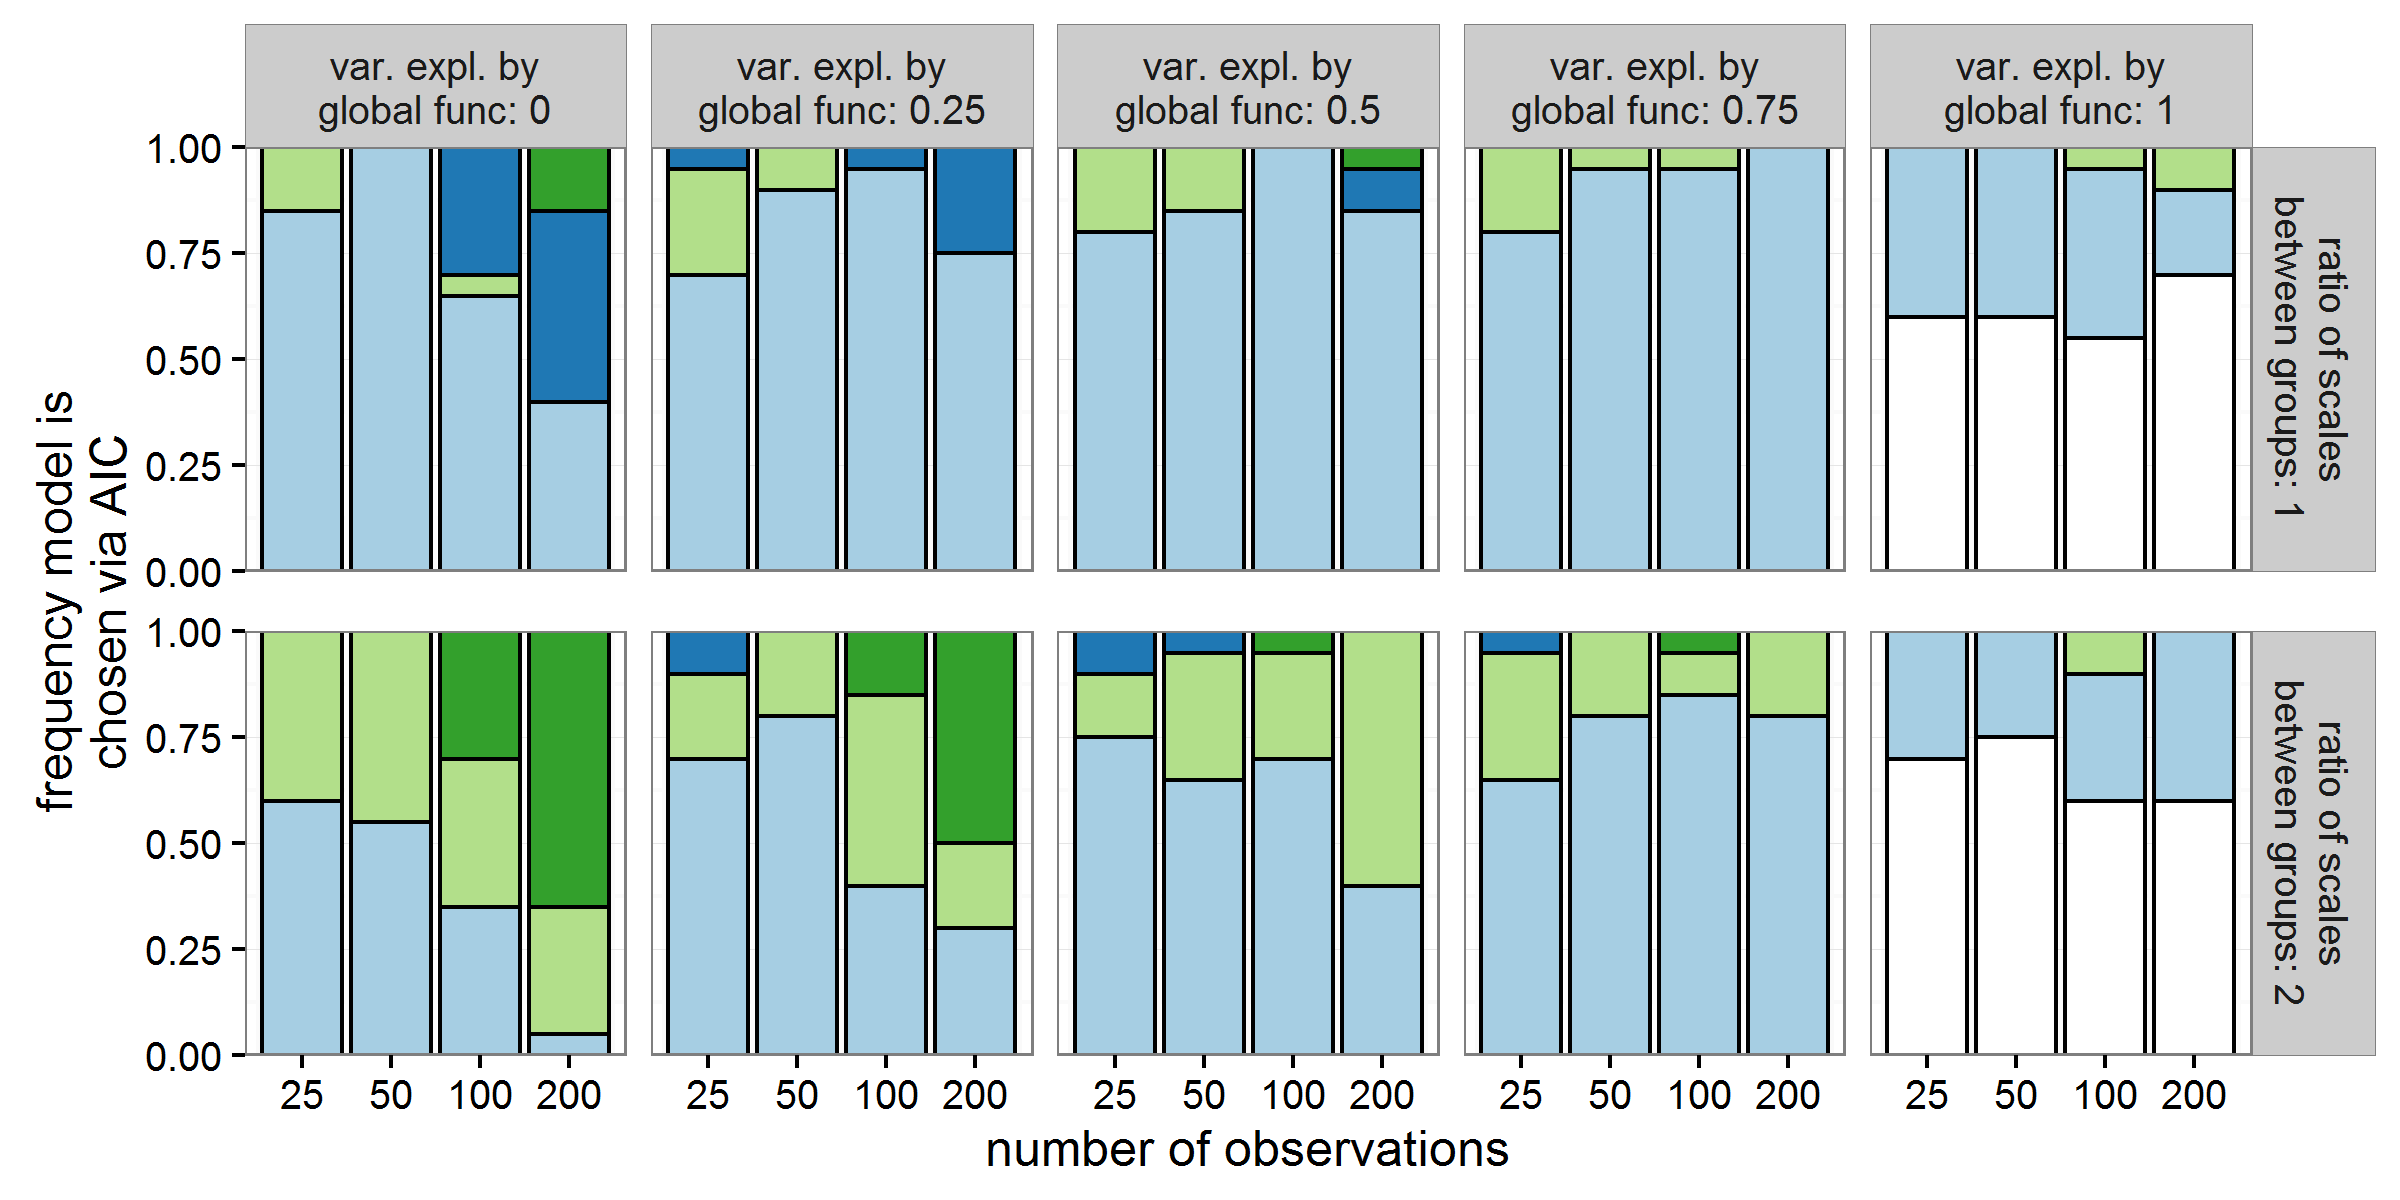 var. expl. by
global func: 0
var. expl. by
global func: 0.25
var. expl. by
global func: 0.5
var. expl. by
global func: 0.75
var. expl. by
global func: 1
frequency model is
chosen via AIC
1.00
0.75
0.50
0.25
0.00
ratio of scales
between groups: 1
1.00
0.75
0.50
0.25
0.00
ratio of scales
between groups: 2
25 50 100 200 25 50 100 200 25 50 100 200 25 50 100 200 25 50 100 200
number of observations